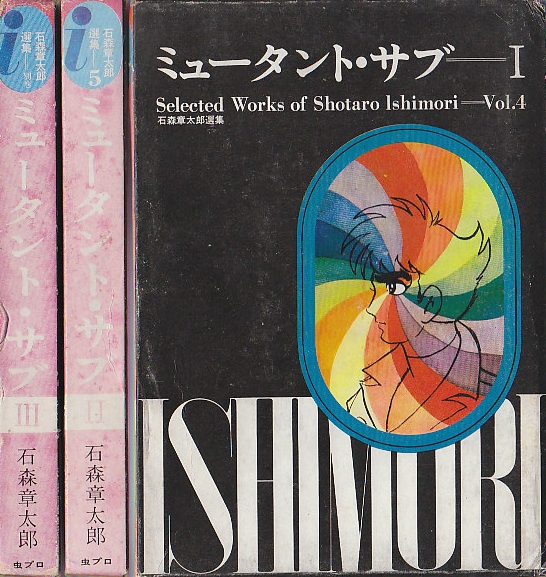 石森章太郎
選集―別巻
i
ミュータント・サブ
III
石森章太郎
虫プロ
石森章太郎
選集―5
i
ミュータント・サブ
II
石森章太郎
虫プロ
ミュータント・サブ―I
Selected Works of Shotaro Ishimori―Vol.4
石森章太郎選集
ISHIMORI